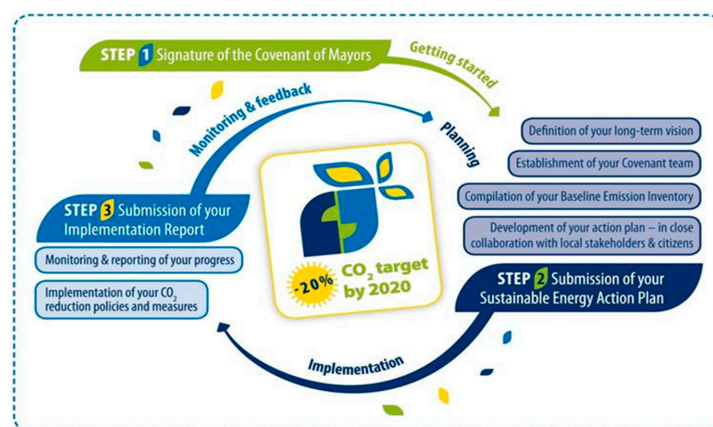 STEP 1 Signature of the Covenant of Mayors
Getting started
Monitoring & feedback
Planning
Definition of your long-term vision
Establishment of your Covenant team
Compilation of your Baseline Emission Inventory
Development of your action plan – in close
collaboration with local stakeholders & citizens
STEP 2 Submission of your
Sustainable Energy Action Plan
Implementation
STEP 3 Submission of your
Implementation Report
Monitoring & reporting of your progress
Implementation of your CO2
reduction policies and measures
-20%
CO2 target
by 2020